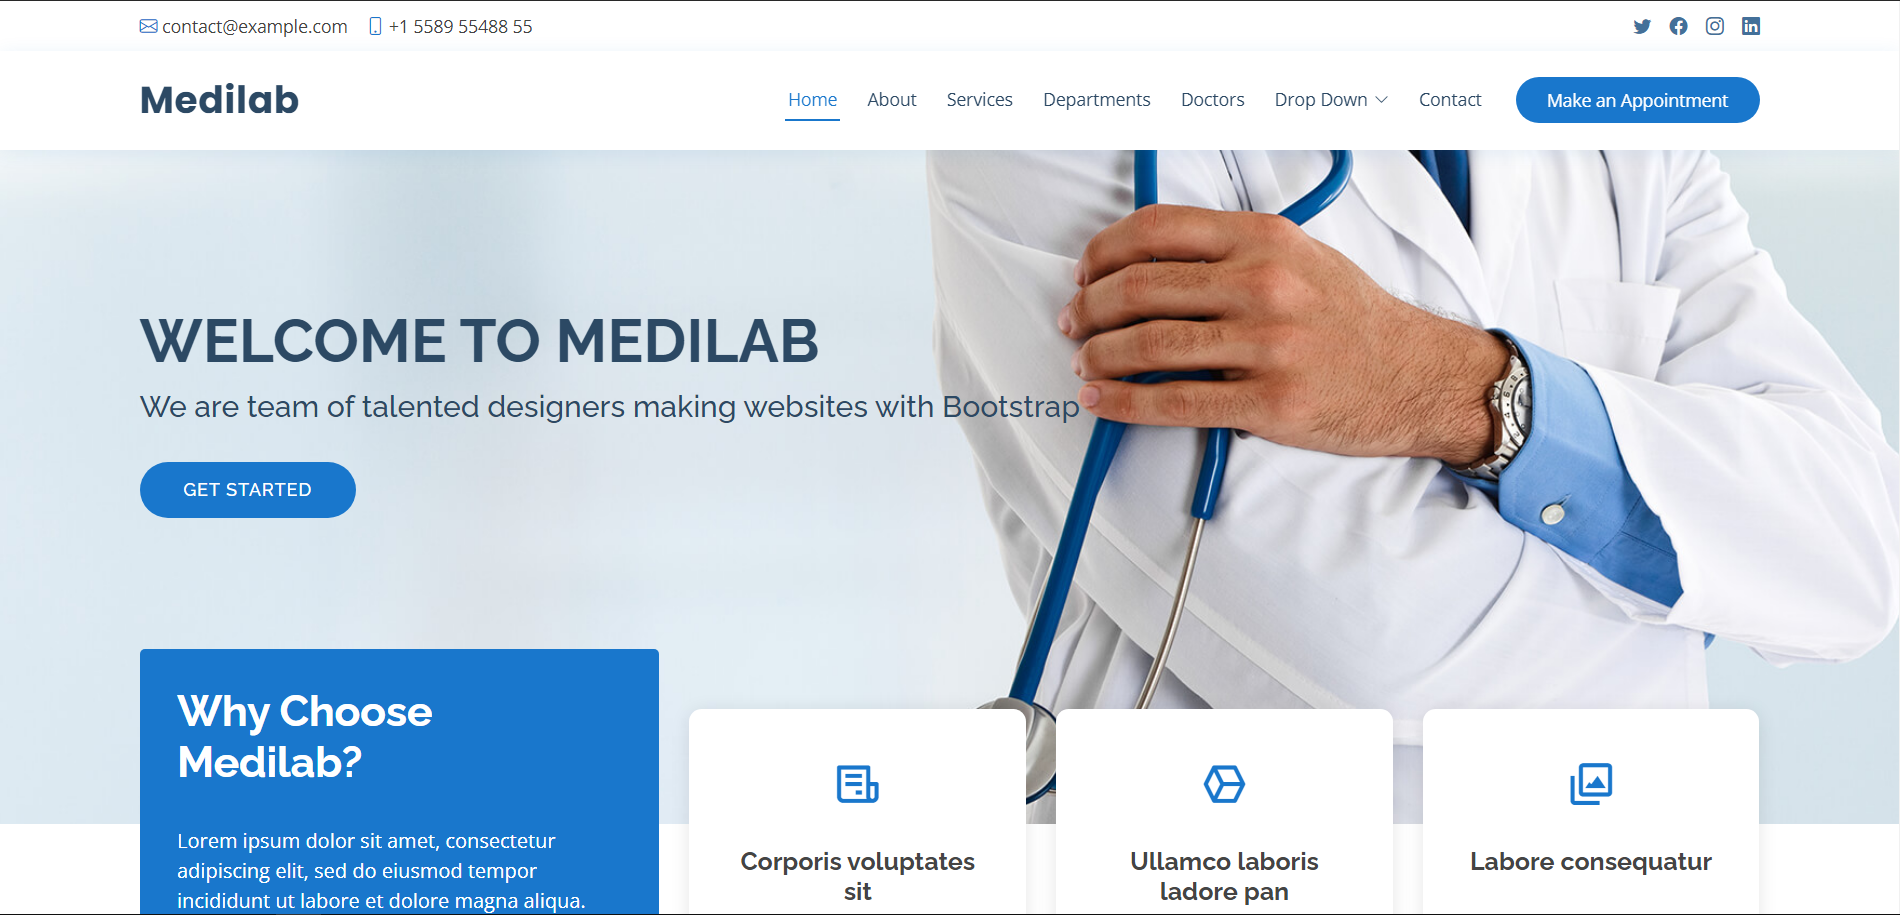 contact@example.com +1 5589 55488 55
Medilab
Home About Services Departments Doctors Drop Down Contact Make an Appointment
WELCOME TO MEDILAB
We are team of talented designers making websites with Bootstrap
GET STARTED
Why Choose
Medilab?
Lorem ipsum dolor sit amet, consectetur
adipiscing elit, sed do eiusmod tempor
incididunt ut labore et dolore magna aliqua.
Corporis voluptates
sit
Ullamco laboris
ladore pan
Labore consequatur